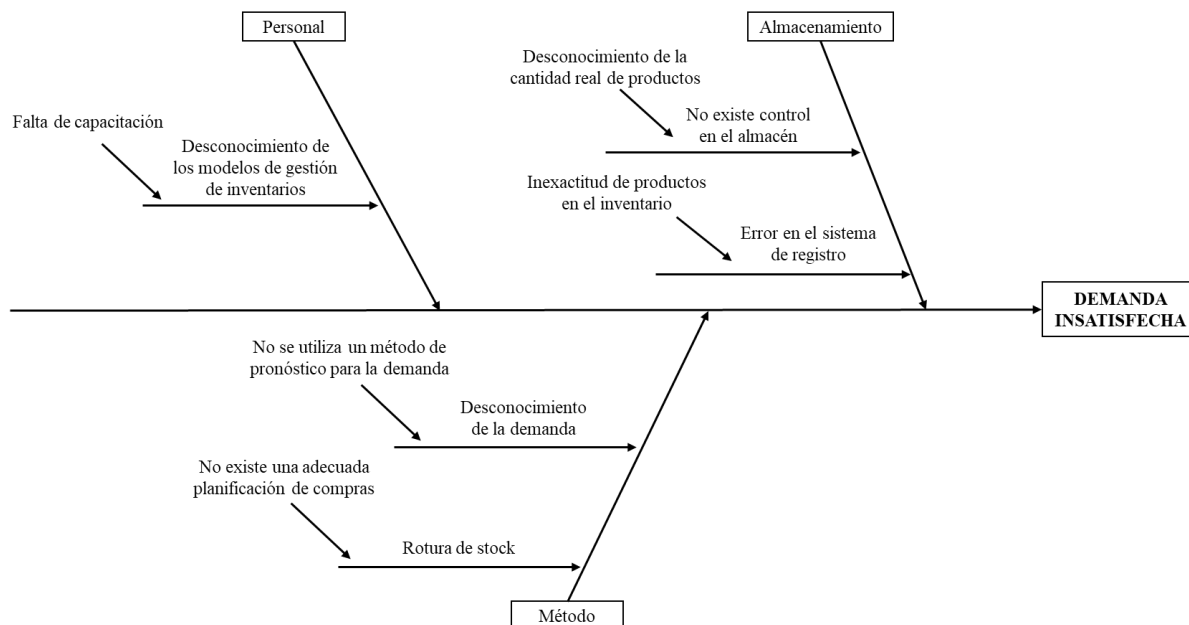 Personal
Almacenamiento
Desconocimiento de la
cantidad real de productos
Falta de capacitación
No existe control
en el almacén
Desconocimiento de
los modelos de gestión
de inventarios
Inexactitud de productos
en el inventario
Error en el sistema
de registro
DEMANDA
INSATISFECHA
No se utiliza un método de
pronóstico para la demanda
Desconocimiento
de la demanda
No existe una adecuada
planificación de compras
Rotura de stock
Método